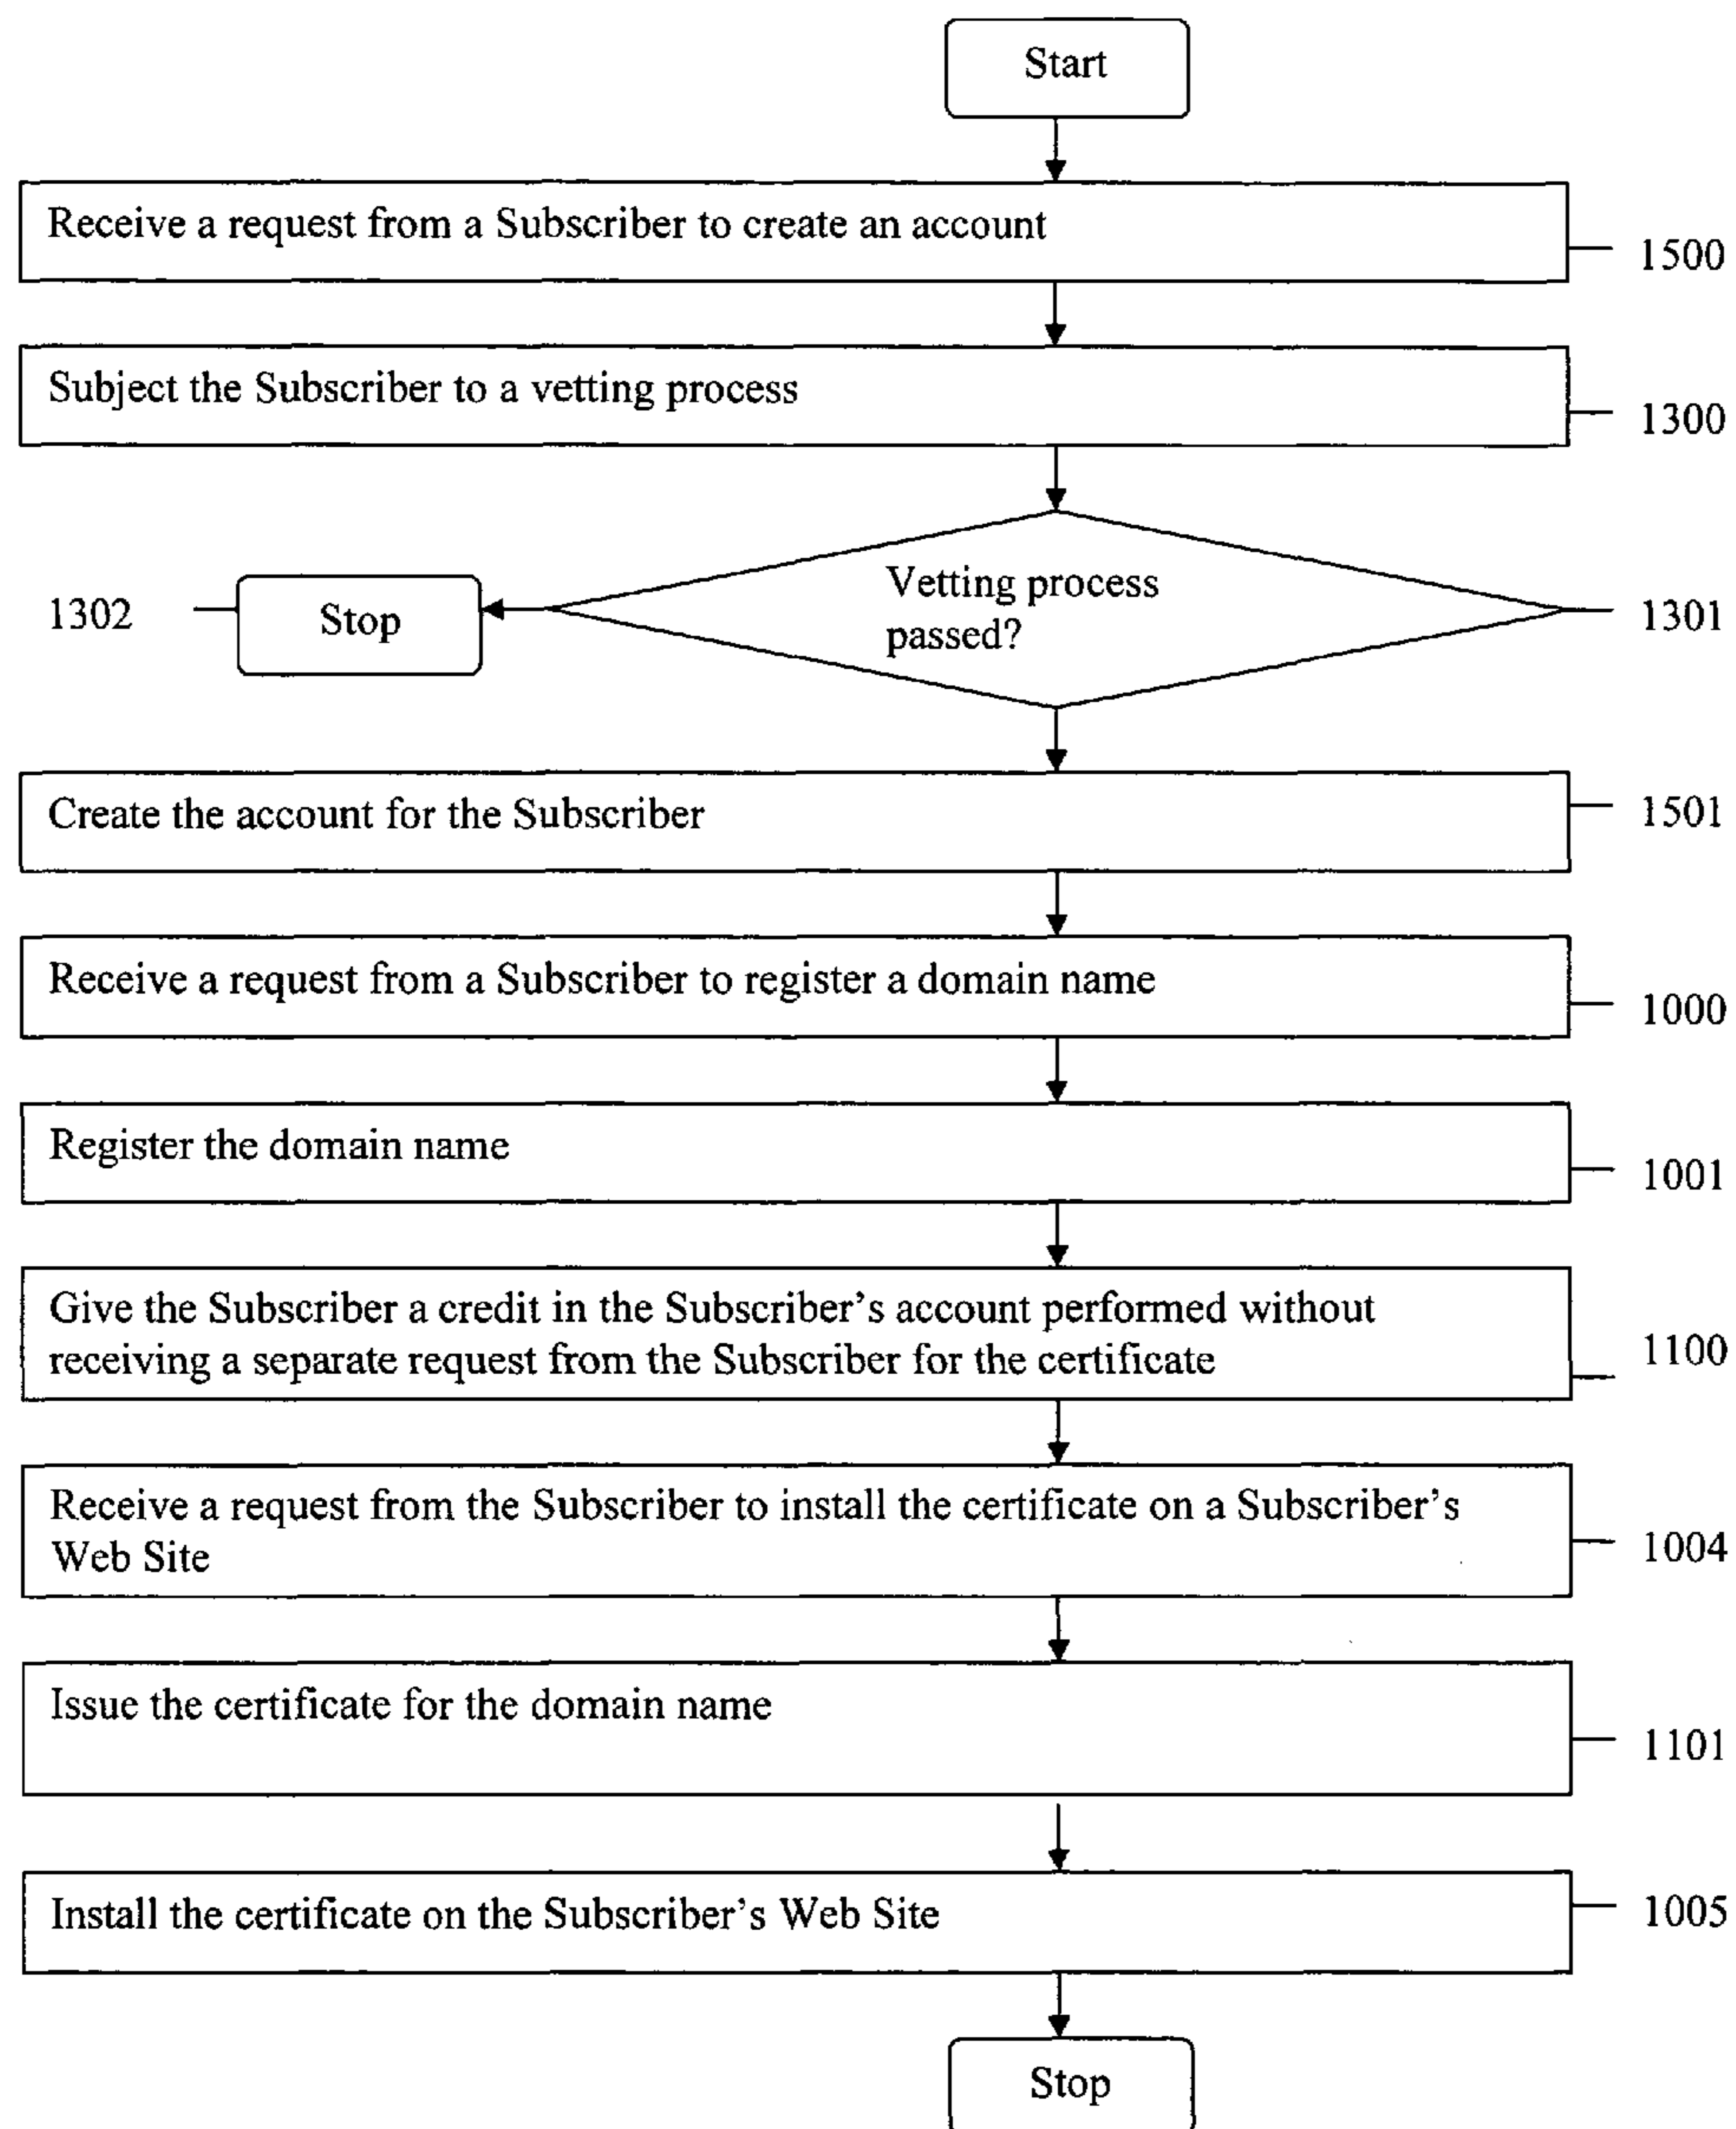 Start
Receive a request from a Subscriber to create an account
1500
Subject the Subscriber to a vetting process
1300
1302
Stop
Vetting process
passed?
1301
Create the account for the Subscriber
1501
Receive a request from a Subscriber to register a domain name
1000
Register the domain name
1001
Give the Subscriber a credit in the Subscriber's account performed without
receiving a separate request from the Subscriber for the certificate
1100
Receive a request from the Subscriber to install the certificate on a Subscriber's
Web Site
1004
Issue the certificate for the domain name
1101
Install the certificate on the Subscriber's Web Site
1005
Stop